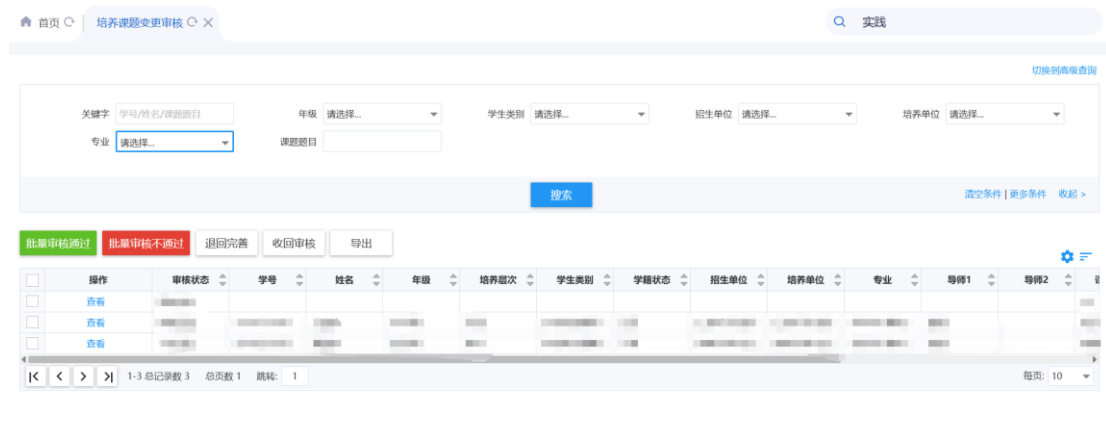 首页 培养课题变更审核 实践
切换到高级查询
关键字 学号/姓名/课题题目 年级 请选择... 学生类别 请选择... 招生单位 请选择... 培养单位 请选择...
专业 请选择... 课题题目
搜索 清空条件 | 更多条件 收起 >
批量审核通过 批量审核不通过 退回完善 收回审核 导出
操作 审核状态 学号 姓名 年级 培养层次 学生类别 学籍状态 招生单位 培养单位 专业 导师1 导师2
查看
查看
查看
1-3 总记录数 3 总页数 1 跳转: 1 每页: 10